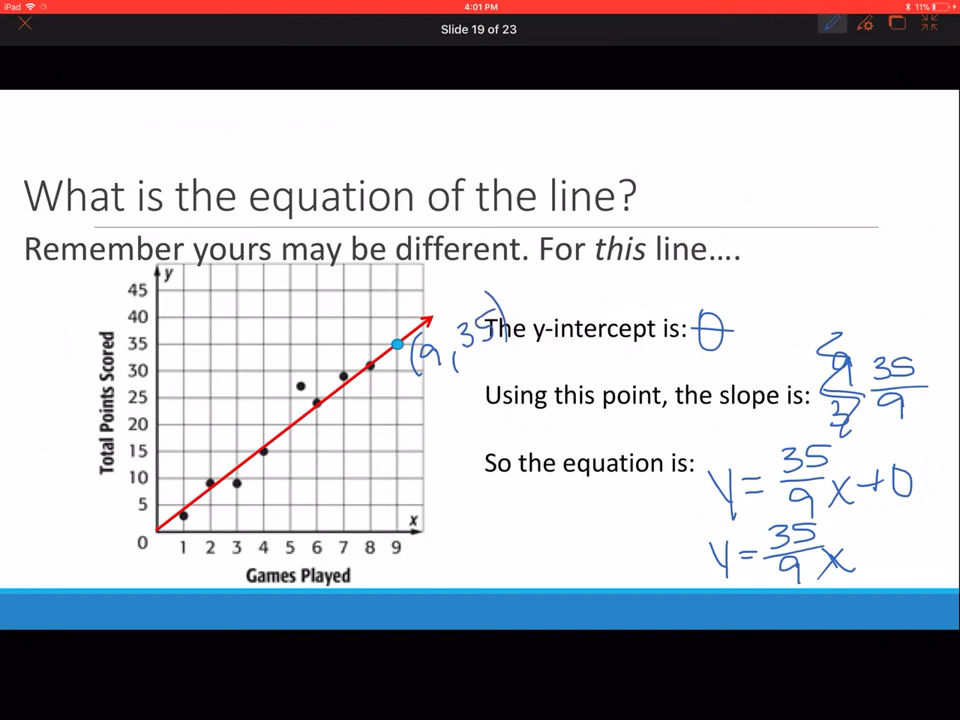 iPad 4:01 PM 11%
Slide 19 of 23
What is the equation of the line?
Remember yours may be different. For this line....
y
45
40
35
30
25
20
15
10
5
0
1 2 3 4 5 6 7 8 9
x
Total Points Scored
Games Played
(9, 35)
The y-intercept is: 0
Using this point, the slope is: 35/9
So the equation is: y = 35/9 x + 0
y = 35/9 x